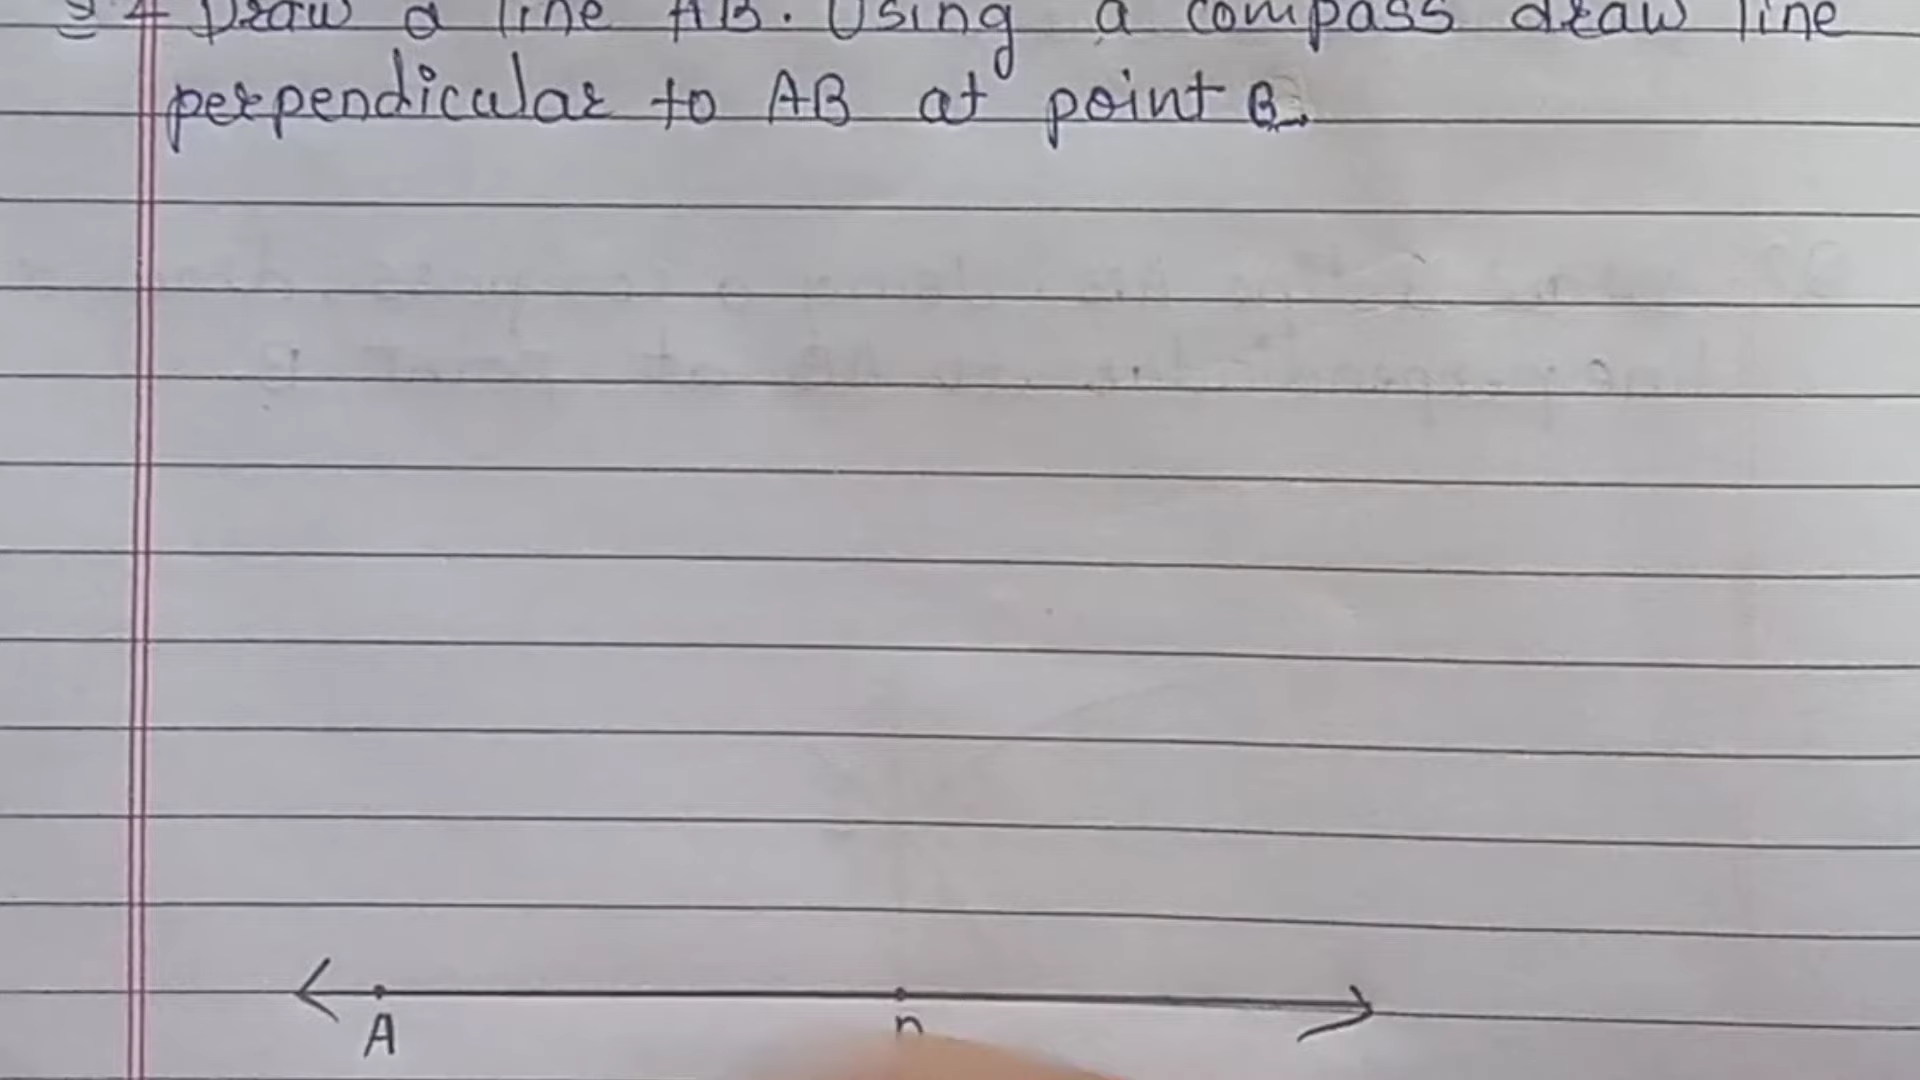 Draw a line AB. Using a compass draw line
perpendicular to AB at point B.
A